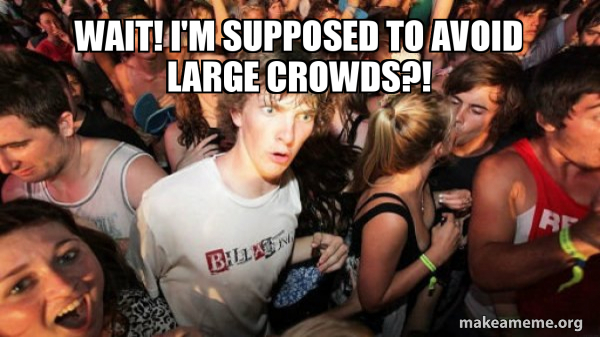 WAIT! I'M SUPPOSED TO AVOID
LARGE CROWDS?!
makeameme.org